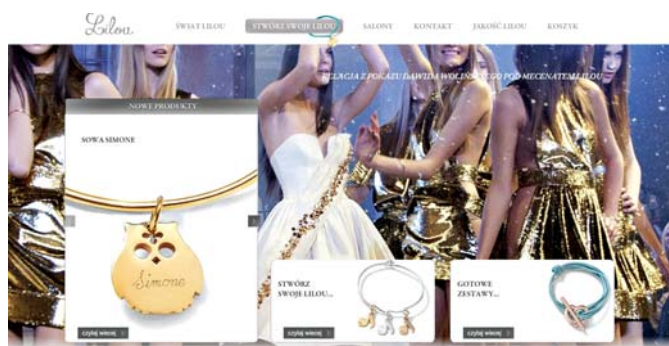 Lilou
ŚWIAT LILOU
STWÓRZ SWOJE LILOU
SALONY
KONTAKT
JAKOŚĆ LILOU
KOSZYK
RELACJA Z POKAZU DAWIDA WOLIŃSKIEGO POD MECENATEM LILOU
NOWE PRODUKTY
SOWA SIMONE
Simone
czytaj więcej
STWÓRZ
SWOJE LILOU...
czytaj więcej
GOTOWE
ZESTAWY...
czytaj więcej